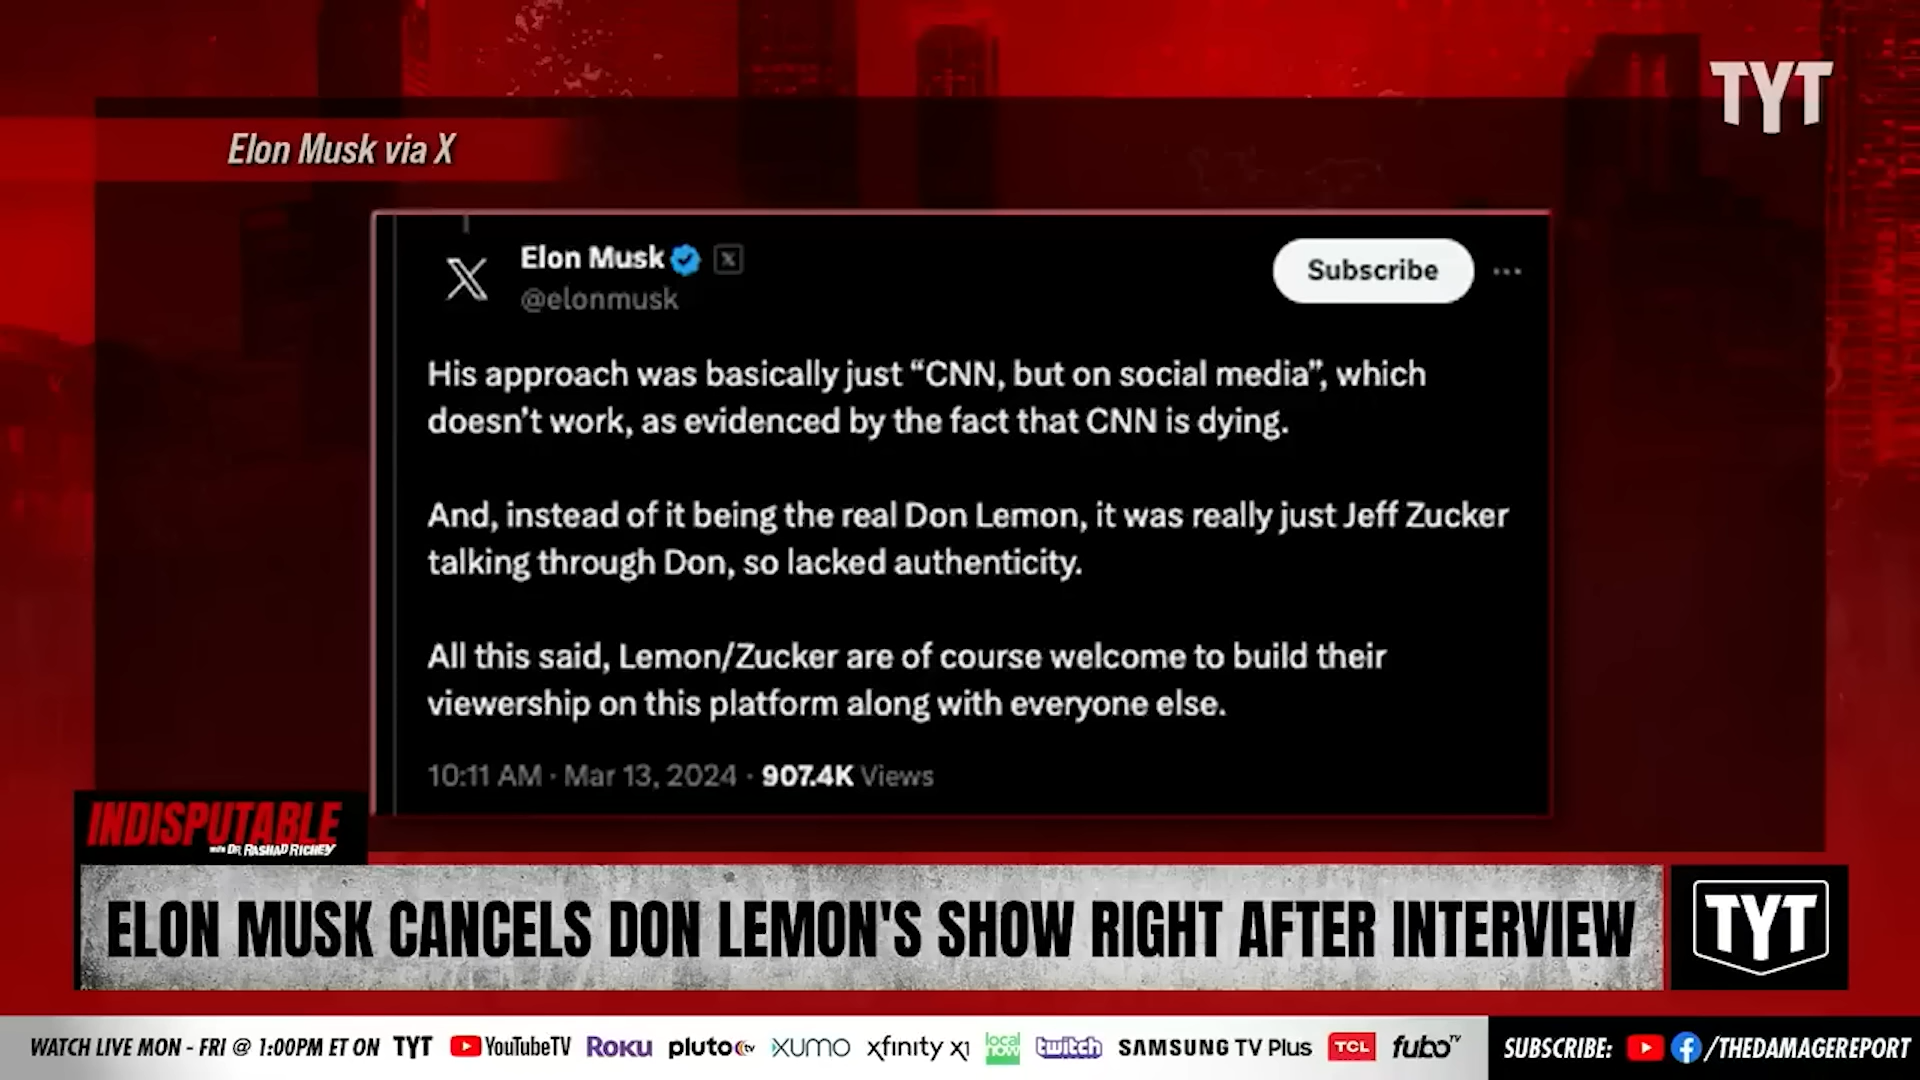 TYT
Elon Musk via X
Elon Musk
@elonmusk
Subscribe
His approach was basically just “CNN, but on social media”, which
doesn't work, as evidenced by the fact that CNN is dying.
And, instead of it being the real Don Lemon, it was really just Jeff Zucker
talking through Don, so lacked authenticity.
All this said, Lemon/Zucker are of course welcome to build their
viewership on this platform along with everyone else.
10:11 AM · Mar 13, 2024 · 907.4K Views
INDISPUTABLE
WITH DR. RASHAD RICHEY
ELON MUSK CANCELS DON LEMON'S SHOW RIGHT AFTER INTERVIEW
TYT
WATCH LIVE MON - FRI @ 1:00PM ET ON TYT YouTubeTV Roku pluto tv XUMO xfinity x1 local now twitch SAMSUNG TV Plus TCL fubo TV SUBSCRIBE: /THEDAMAGEREPORT